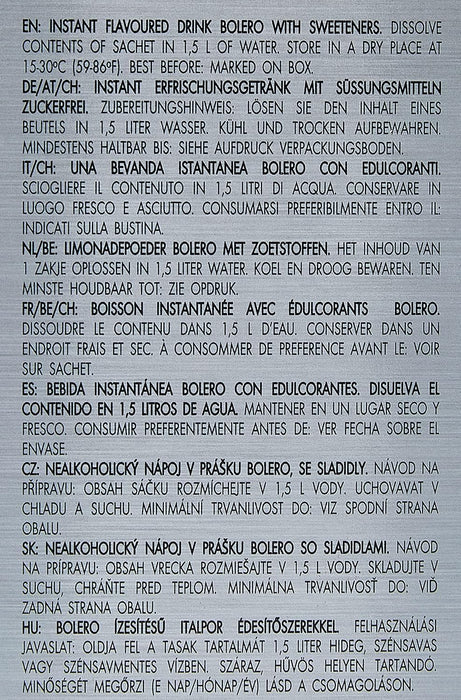 EN: INSTANT FLAVOURED DRINK BOLERO WITH SWEETENERS. DISSOLVE
CONTENTS OF SACHET IN 1,5 L OF WATER. STORE IN A DRY PLACE AT
15-30ºC (59-86ºF). BEST BEFORE: MARKED ON BOX.
DE/AT/CH: INSTANT ERFRISCHUNGSGETRÄNK MIT SÜSSUNGSMITTELN
ZUCKERFREI. ZUBEREITUNGSHINWEIS: LÖSEN SIE DEN INHALT EINES
BEUTELS IN 1,5 LITER WASSER. KÜHL UND TROCKEN AUFBEWAHREN.
MINDESTENS HALTBAR BIS: SIEHE AUFDRUCK VERPACKUNGSBODEN.
IT/CH: UNA BEVANDA ISTANTANEA BOLERO CON EDULCORANTI.
SCIOGLIERE IL CONTENUTO IN 1,5 LITRI DI ACQUA. CONSERVARE IN
LUOGO FRESCO E ASCIUTTO. CONSUMARSI PREFERIBILMENTE ENTRO IL:
INDICATI SULLA BUSTINA.
NL/BE: LIMONADEPOEDER BOLERO MET ZOETSTOFFEN. HET INHOUD VAN
1 ZAKJE OPLOSSEN IN 1,5 LITER WATER. KOEL EN DROOG BEWAREN. TEN
MINSTE HOUDBAAR TOT: ZIE OPDRUK.
FR/BE/CH: BOISSON INSTANTANÉE AVEC ÉDULCORANTS BOLERO.
DISSOUDRE LE CONTENU DANS 1,5 L D'EAU. CONSERVER DANS UN
ENDROIT FRAIS ET SEC. À CONSOMMER DE PREFERENCE AVANT LE: VOIR
SUR SACHET.
ES: BEBIDA INSTANTÁNEA BOLERO CON EDULCORANTES. DISUELVA EL
CONTENIDO EN 1,5 LITROS DE AGUA. MANTENER EN UN LUGAR SECO Y
FRESCO. CONSUMIR PREFERENTEMENTE ANTES DE: VER FECHA SOBRE EL
ENVASE.
CZ: NEALKOHOLICKÝ NÁPOJ V PRÁŠKU BOLERO, SE SLADIDLY. NÁVOD NA
PŘÍPRAVU: OBSAH SÁČKU ROZMÍCHEJTE V 1,5 L VODY. UCHOVAVAT V
CHLADU A SUCHU. MINIMÁLNÍ TRVANLIVOST DO: VIZ SPODNÍ STRANA
OBALU.
SK: NEALKOHOLICKÝ NÁPOJ V PRÁŠKU BOLERO SO SLADIDLAMI. NÁVOD
NA PRÍPRAVU: OBSAH VRECKA ROZMIEŠAJTE V 1,5 L VODY. SKLADUJTE V
SUCHU, CHRÁŇTE PRED TEPLOM. MINIMÁLNA TRVANLIVOSŤ DO: VIĎ
ZADNÁ STRANA OBALU.
HU: BOLERO ÍZESÍTÉSŰ ITALPOR ÉDESÍTŐSZEREKKEL. FELHASZNÁLÁSI
JAVASLAT: OLDJA FEL A TASAK TARTALMÁT 1,5 LITER HIDEG, SZÉNSAVAS
VAGY SZÉNSAVMENTES VÍZBEN. SZÁRAZ, HŰVÖS HELYEN TARTANDÓ.
MINŐSÉGÉT MEGŐRZI (E NAP/HÓNAP/ÉV) LÁSD A CSOMAGOLÁSON.